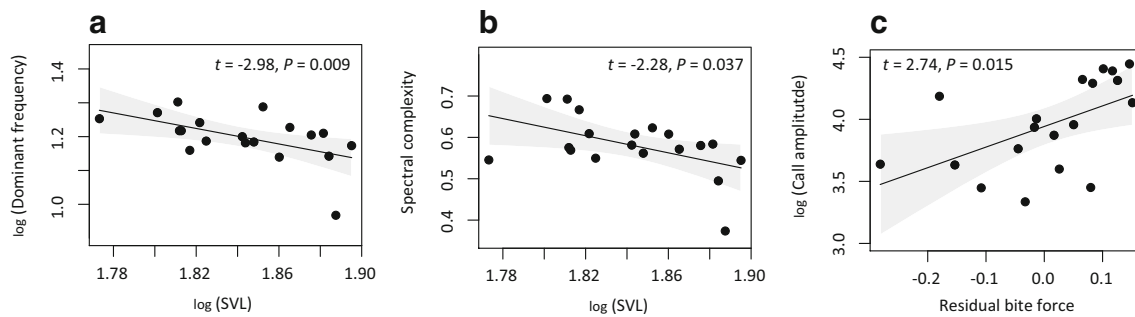 a
t = -2.98, P = 0.009
log (Dominant frequency)
1.4
1.2
1.0
1.78 1.82 1.86 1.90
log (SVL)
b
t = -2.28, P = 0.037
Spectral complexity
0.7
0.6
0.5
0.4
1.78 1.82 1.86 1.90
log (SVL)
c
t = 2.74, P = 0.015
log (Call amplitutde)
4.5
4.0
3.5
3.0
-0.2 -0.1 0.0 0.1
Residual bite force